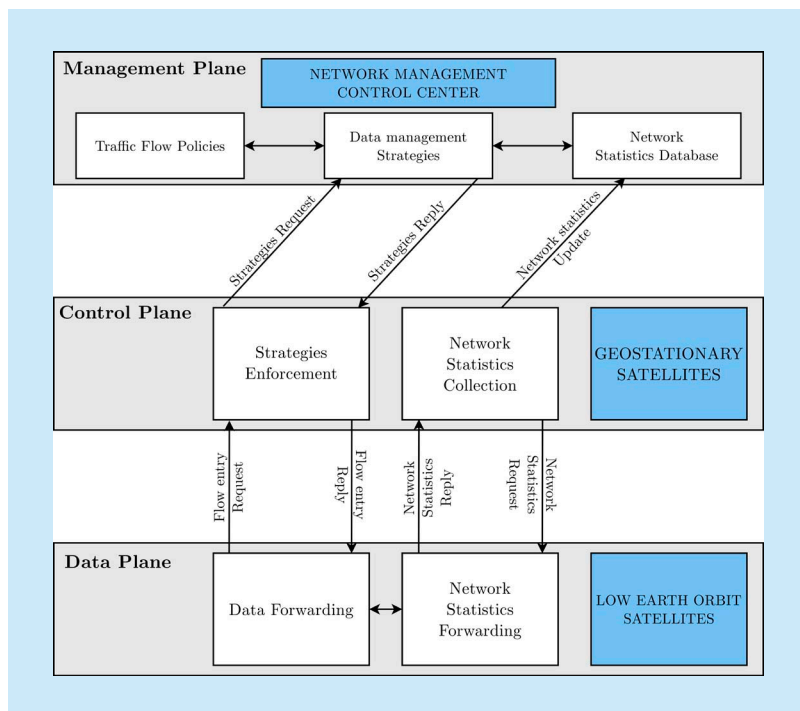 Management Plane
NETWORK MANAGEMENT
CONTROL CENTER
Traffic Flow Policies
Data management
Strategies
Network
Statistics Database
Strategies Request
Strategies Reply
Network statistics
Update
Control Plane
Strategies
Enforcement
Network
Statistics
Collection
GEOSTATIONARY
SATELLITES
Flow entry
Request
Flow entry
Reply
Network
Statistics
Reply
Network
Statistics
Request
Data Plane
Data Forwarding
Network
Statistics
Forwarding
LOW EARTH ORBIT
SATELLITES